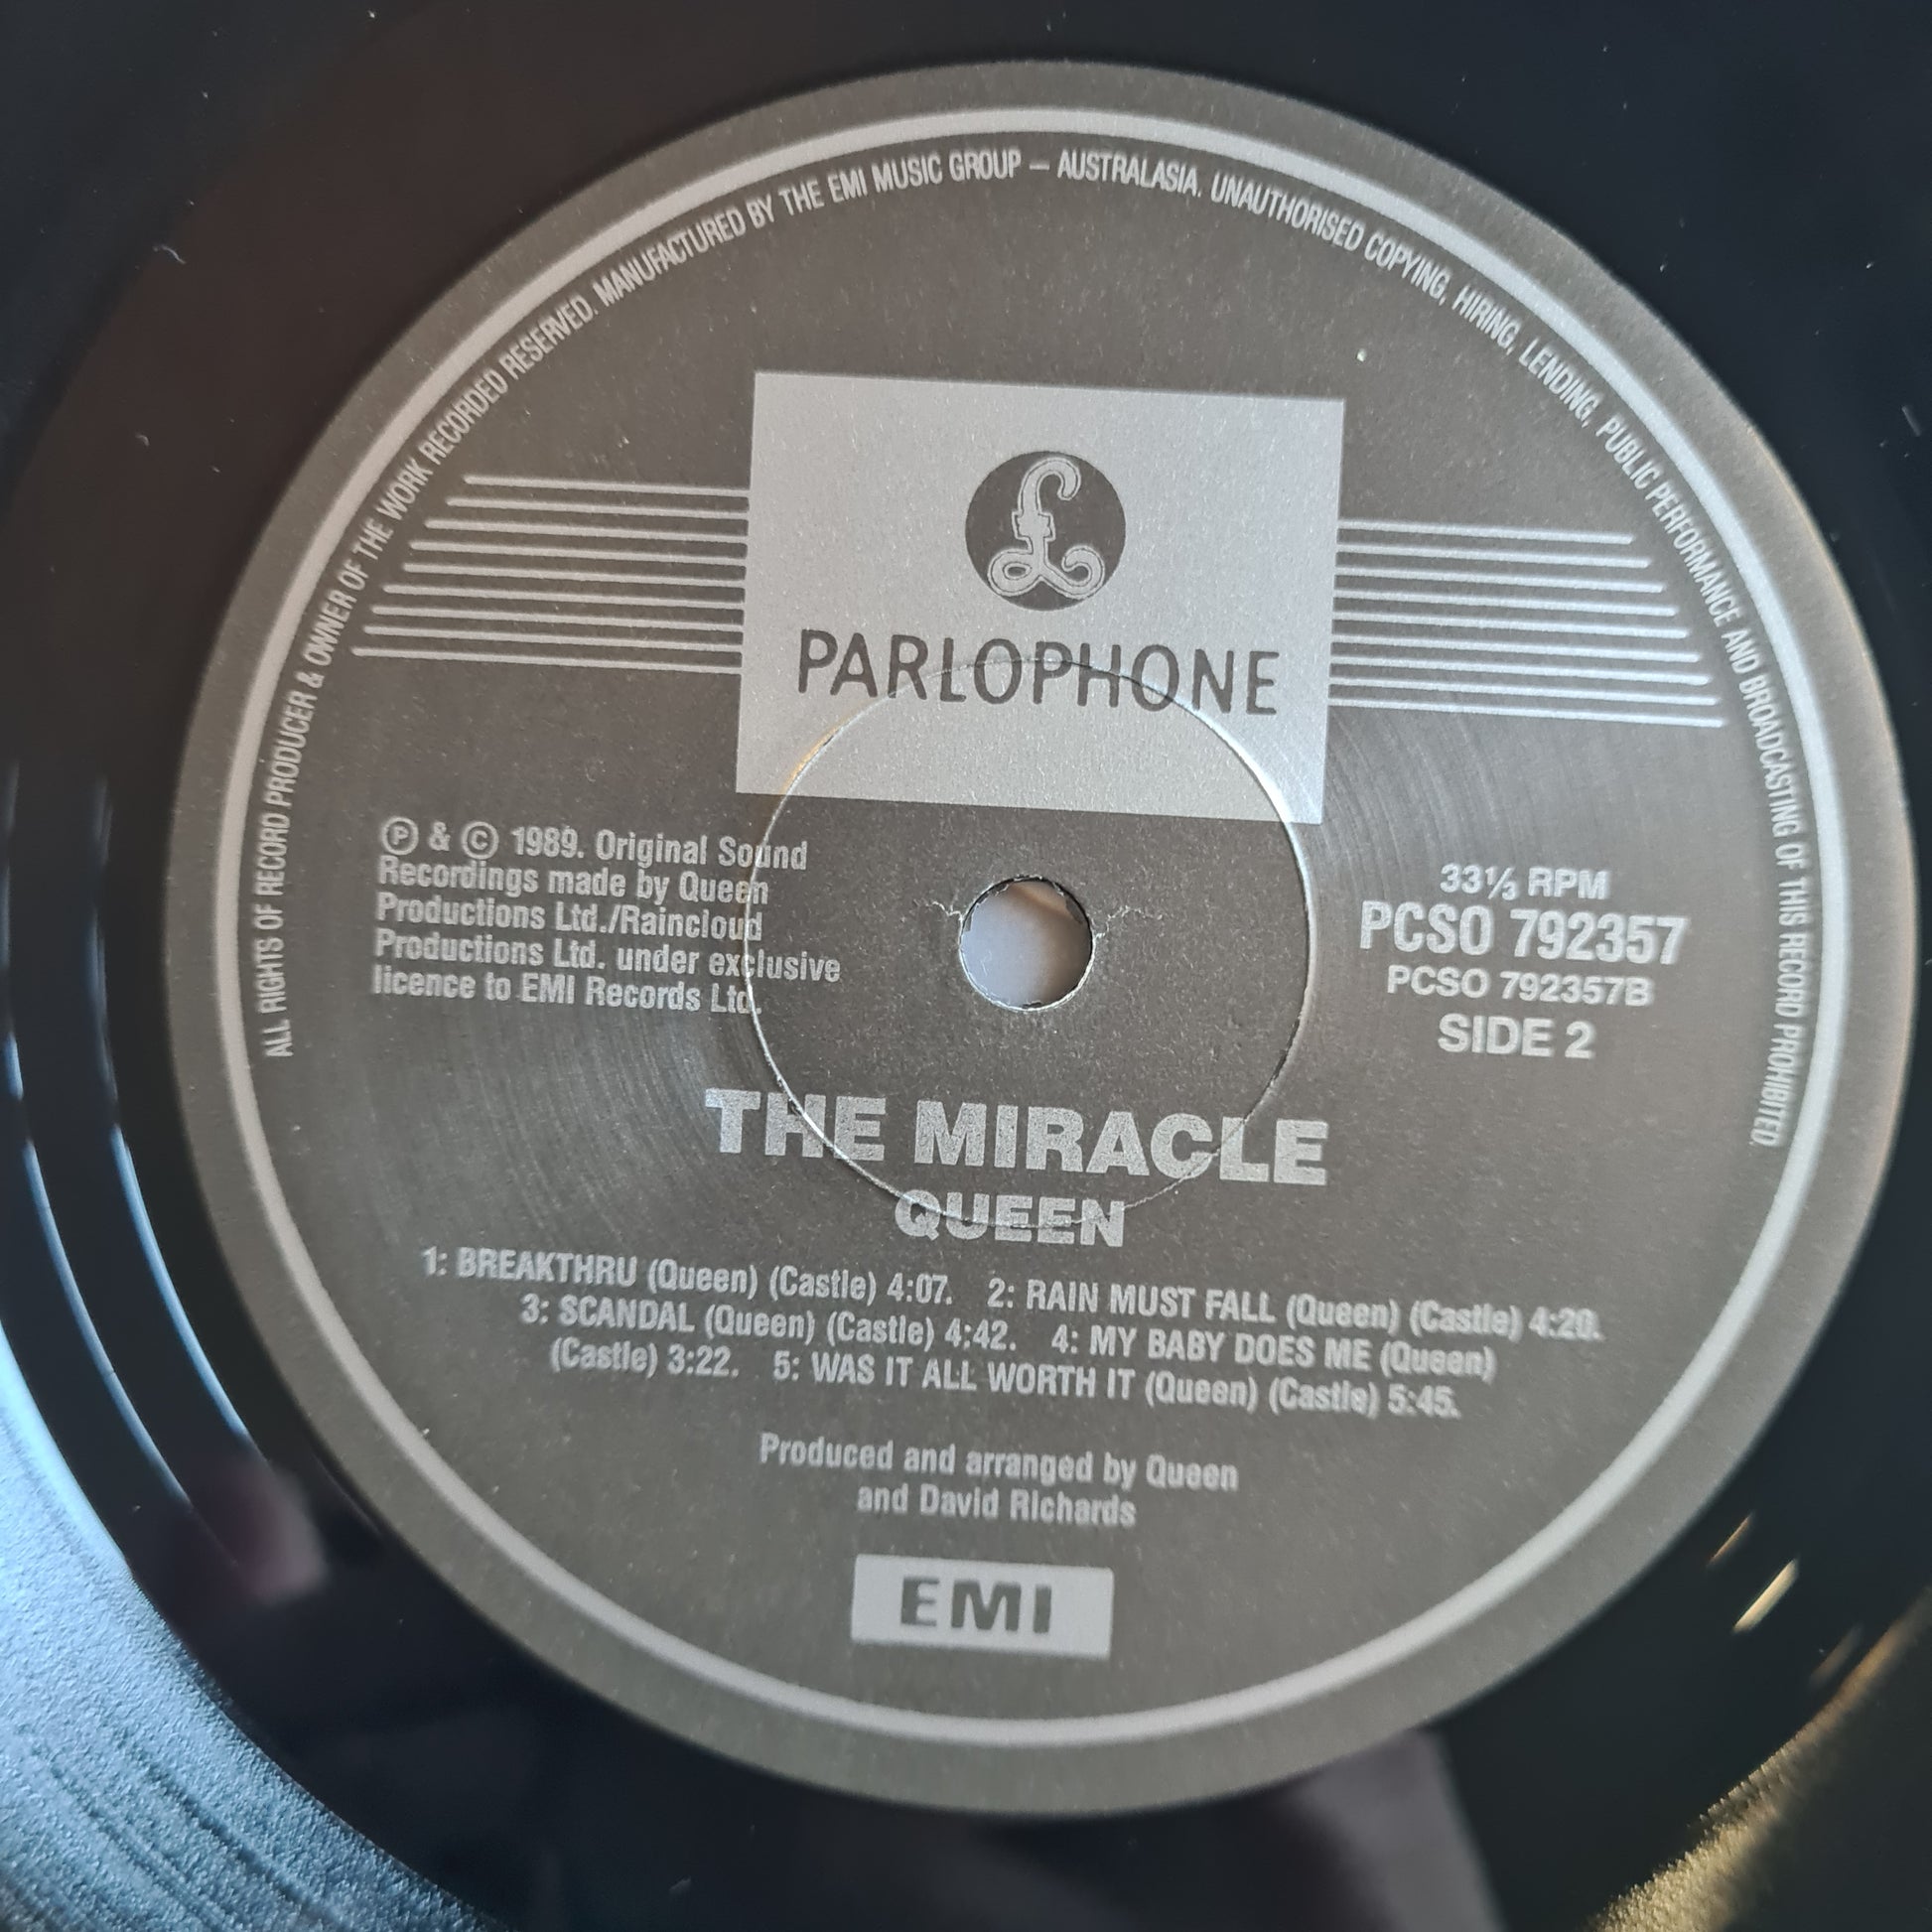 ALL RIGHTS OF RECORD PRODUCER & OWNER OF THE WORK RECORDED RESERVED. MANUFACTURED BY THE EMI MUSIC GROUP – AUSTRALASIA. UNAUTHORISED COPYING, HIRING, LENDING, PUBLIC PERFORMANCE AND BROADCASTING OF THIS RECORD PROHIBITED.
£
PARLOPHONE
Ⓟ & © 1989. Original Sound
Recordings made by Queen
Productions Ltd./Raincloud
Productions Ltd. under exclusive
licence to EMI Records Ltd.
33⅓ RPM
PCSO 792357
PCSO 792357B
SIDE 2
THE MIRACLE
QUEEN
1: BREAKTHRU (Queen) (Castle) 4:07. 2: RAIN MUST FALL (Queen) (Castle) 4:20.
3: SCANDAL (Queen) (Castle) 4:42. 4: MY BABY DOES ME (Queen)
(Castle) 3:22. 5: WAS IT ALL WORTH IT (Queen) (Castle) 5:45.
Produced and arranged by Queen
and David Richards
EMI